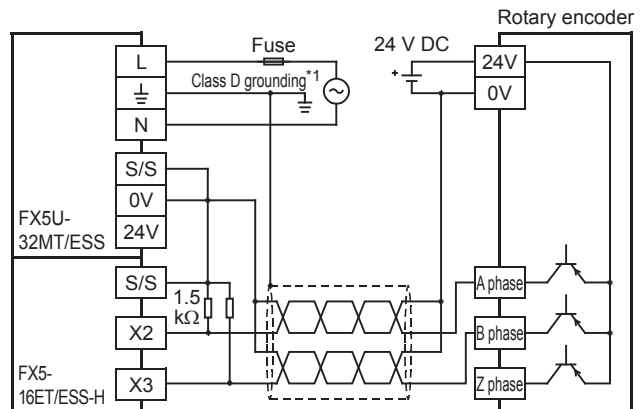 Rotary encoder
L
Fuse
24 V DC
24V
Class D grounding*1
+
0V
N
S/S
0V
FX5U-
32MT/ESS
24V
S/S
1.5
kΩ
A phase
X2
B phase
FX5-
16ET/ESS-H
X3
Z phase